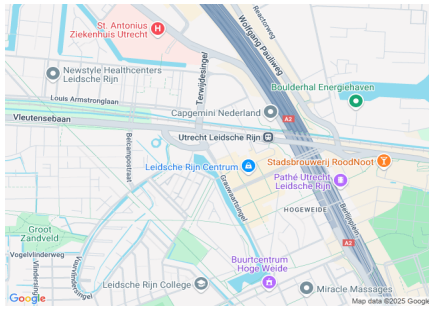 St. Antonius
Ziekenhuis Utrecht
H
Reactorweg
Wolfgang Pauliweg
Newstyle Healthcenters
Leidsche Rijn
Terwijdesingel
Boulderhal Energiehaven
Louis Armstronglaan
Capgemini Nederland
A2
Vleutensebaan
Utrecht Leidsche Rijn
Belcampostraat
Leidsche Rijn Centrum
Stadsbrouwerij RoodNoot
Grauwaartsingel
Pathé Utrecht
Leidsche Rijn
HOGEWEIDE
Groot
Zandveld
A2
Vogelvlinderweg
Buurtcentrum
Hoge Weide
Leidsche Rijn College
Miracle Massages
Google
Map data ©2025 Google